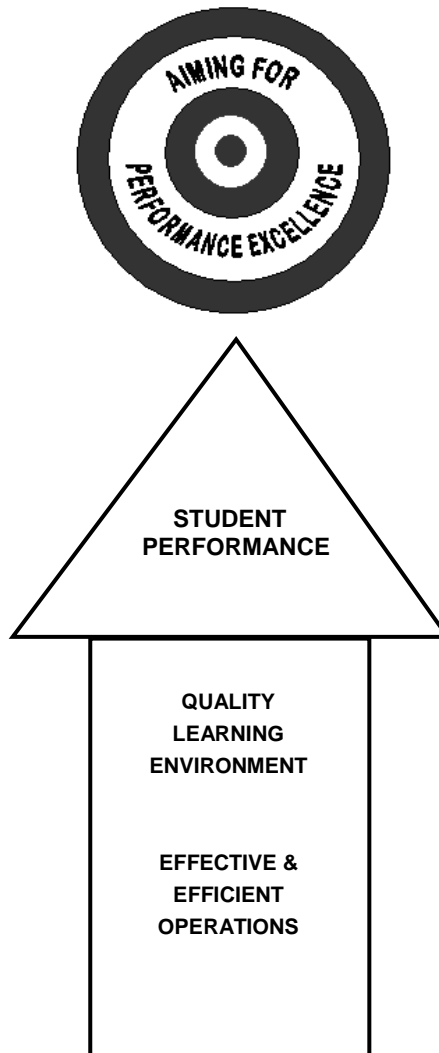 AIMING FOR
PERFORMANCE EXCELLENCE
STUDENT
PERFORMANCE
QUALITY
LEARNING
ENVIRONMENT
EFFECTIVE &
EFFICIENT
OPERATIONS